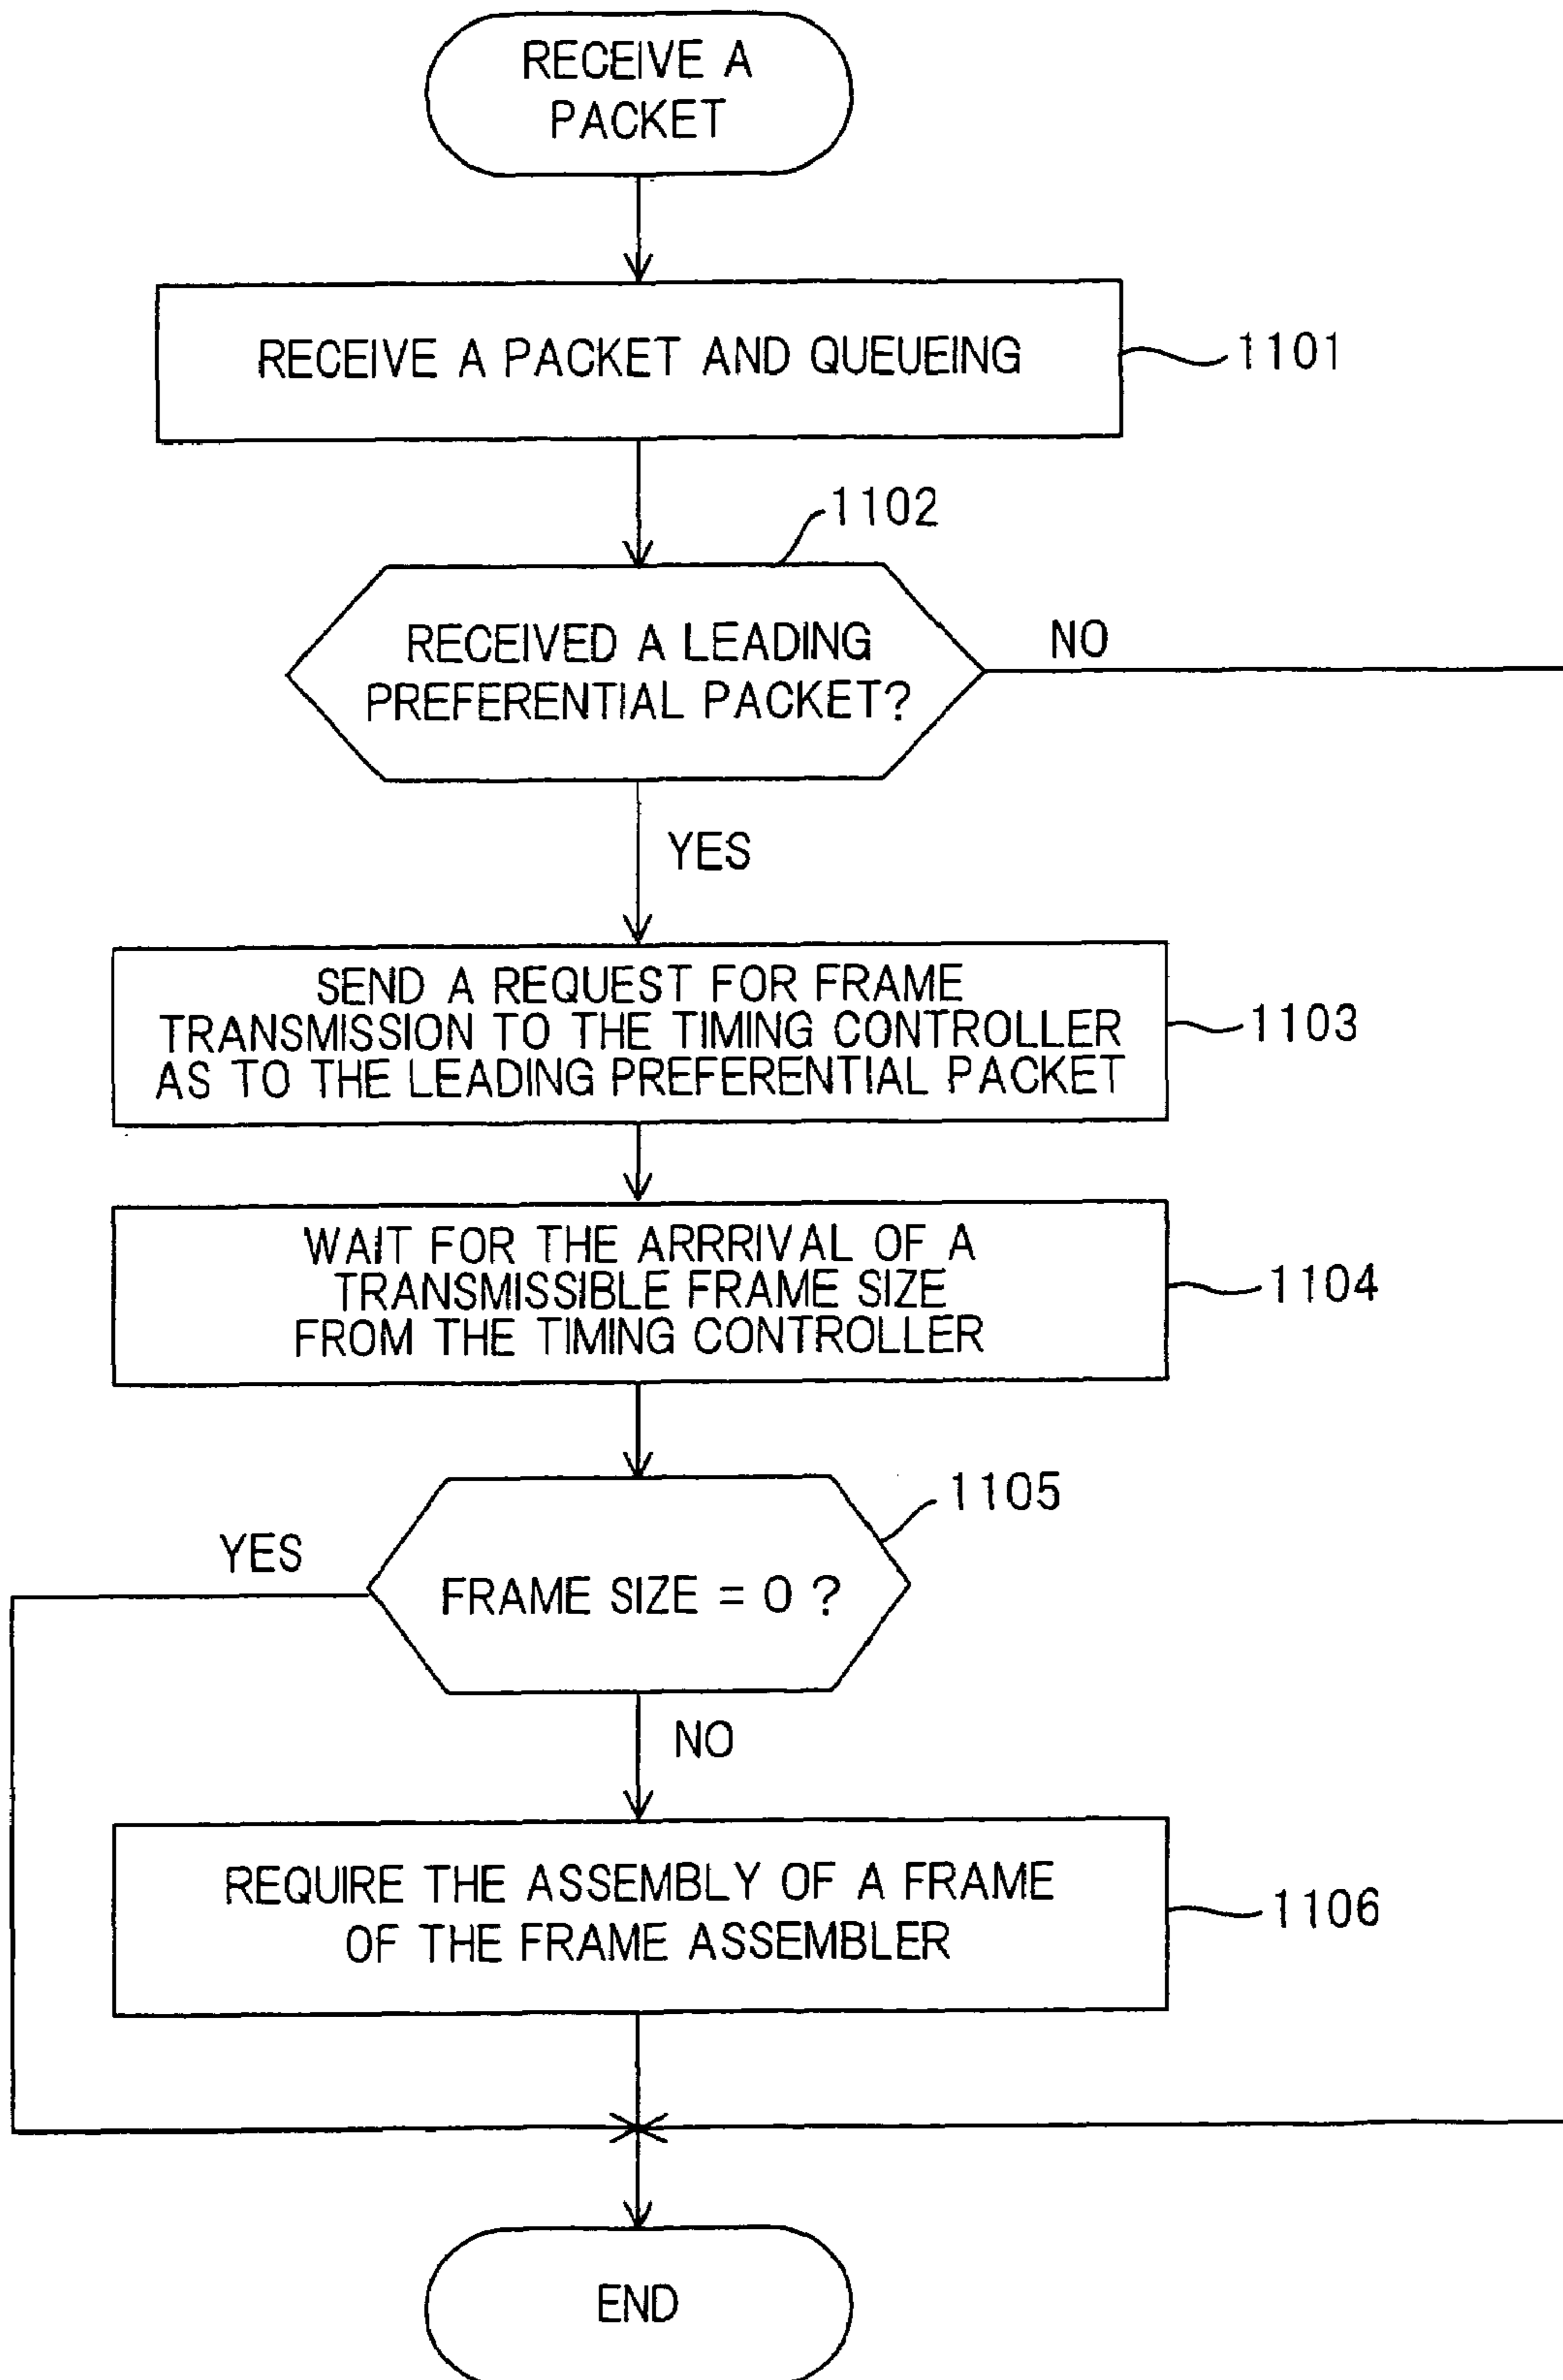 RECEIVE A
PACKET
RECEIVE A PACKET AND QUEUEING
1101
1102
RECEIVED A LEADING
PREFERENTIAL PACKET?
NO
YES
SEND A REQUEST FOR FRAME
TRANSMISSION TO THE TIMING CONTROLLER
AS TO THE LEADING PREFERENTIAL PACKET
1103
WAIT FOR THE ARRRIVAL OF A
TRANSMISSIBLE FRAME SIZE
FROM THE TIMING CONTROLLER
1104
1105
YES
FRAME SIZE = 0 ?
NO
REQUIRE THE ASSEMBLY OF A FRAME
OF THE FRAME ASSEMBLER
1106
END